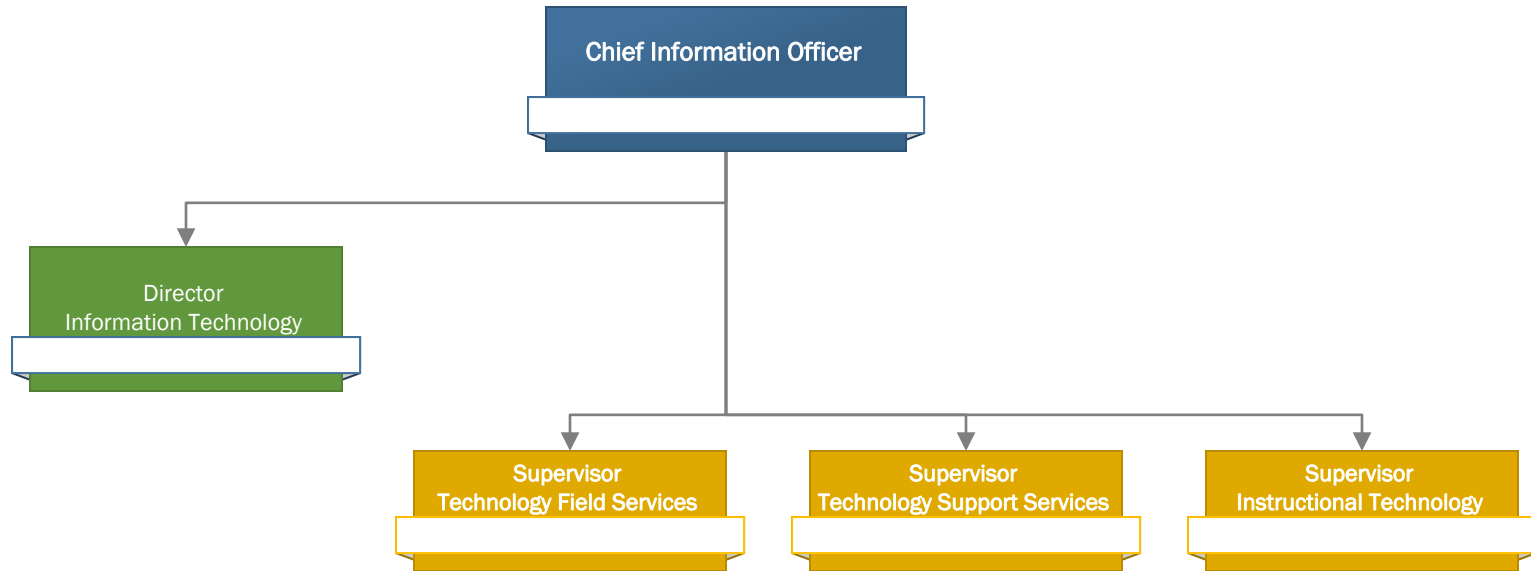 Chief Information Officer
Director
Information Technology
Supervisor
Technology Field Services
Supervisor
Technology Support Services
Supervisor
Instructional Technology